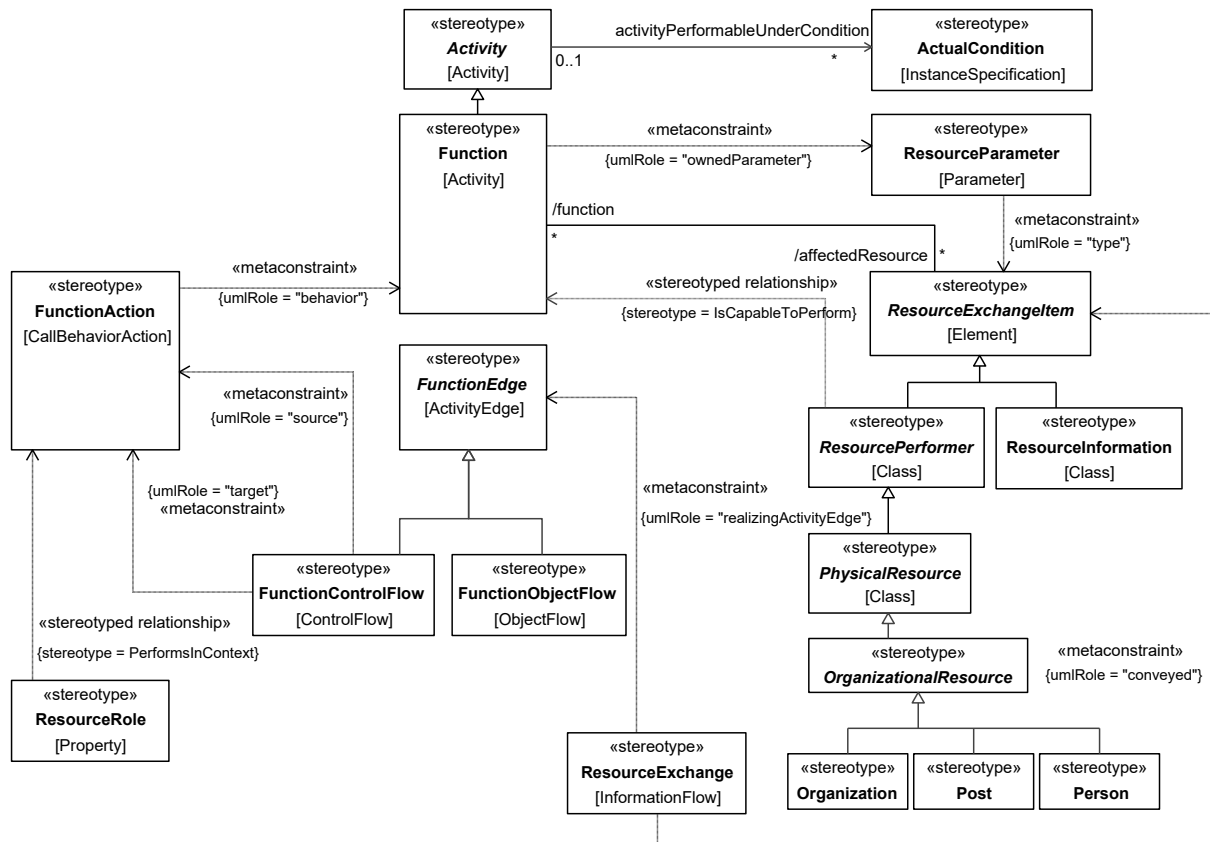 «stereotype»
Activity
[Activity]
activityPerformableUnderCondition
0..1
*
«stereotype»
ActualCondition
[InstanceSpecification]
«stereotype»
Function
[Activity]
«metaconstraint»
{umlRole = "ownedParameter"}
«stereotype»
ResourceParameter
[Parameter]
/function
*
/affectedResource
*
«metaconstraint»
{umlRole = "type"}
«stereotype»
FunctionAction
[CallBehaviorAction]
«metaconstraint»
{umlRole = "behavior"}
«stereotyped relationship»
{stereotype = IsCapableToPerform}
«stereotype»
ResourceExchangeItem
[Element]
«metaconstraint»
{umlRole = "source"}
«stereotype»
FunctionEdge
[ActivityEdge]
«stereotype»
ResourcePerformer
[Class]
«stereotype»
ResourceInformation
[Class]
{umlRole = "target"}
«metaconstraint»
«metaconstraint»
{umlRole = "realizingActivityEdge"}
«stereotype»
PhysicalResource
[Class]
«stereotype»
FunctionControlFlow
[ControlFlow]
«stereotype»
FunctionObjectFlow
[ObjectFlow]
«stereotyped relationship»
{stereotype = PerformsInContext}
«stereotype»
OrganizationalResource
«metaconstraint»
{umlRole = "conveyed"}
«stereotype»
ResourceRole
[Property]
«stereotype»
ResourceExchange
[InformationFlow]
«stereotype»
Organization
«stereotype»
Post
«stereotype»
Person